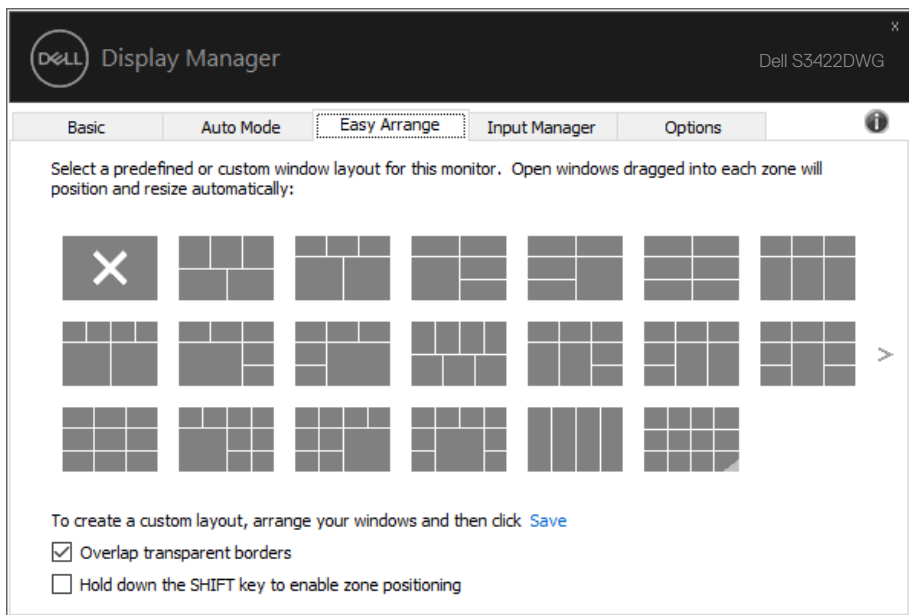 x
DELL Display Manager
Dell S3422DWG
Basic Auto Mode Easy Arrange Input Manager Options i
Select a predefined or custom window layout for this monitor. Open windows dragged into each zone will
position and resize automatically:
>
To create a custom layout, arrange your windows and then click Save
Overlap transparent borders
Hold down the SHIFT key to enable zone positioning